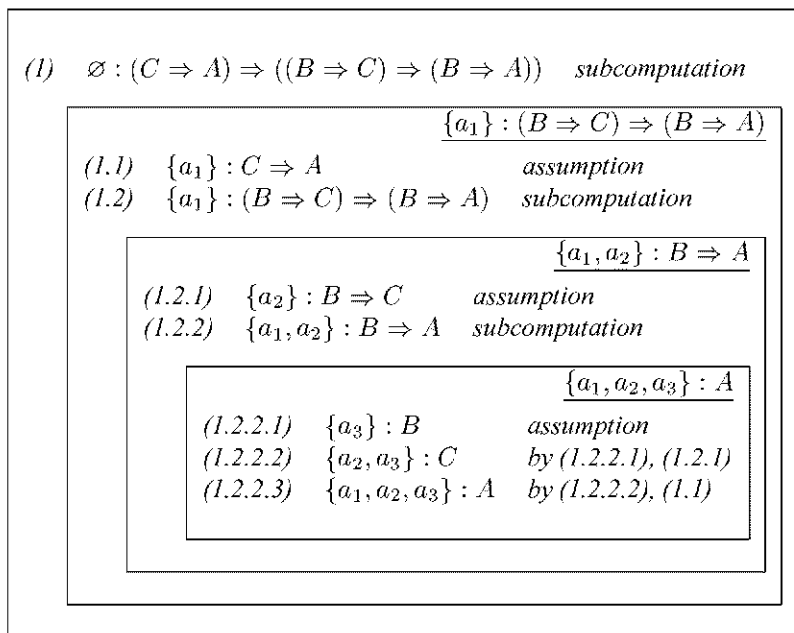 (1) ∅ : (C ⇒ A) ⇒ ((B ⇒ C) ⇒ (B ⇒ A)) subcomputation
{a₁} : (B ⇒ C) ⇒ (B ⇒ A)
(1.1) {a₁} : C ⇒ A assumption
(1.2) {a₁} : (B ⇒ C) ⇒ (B ⇒ A) subcomputation
{a₁, a₂} : B ⇒ A
(1.2.1) {a₂} : B ⇒ C assumption
(1.2.2) {a₁, a₂} : B ⇒ A subcomputation
{a₁, a₂, a₃} : A
(1.2.2.1) {a₃} : B assumption
(1.2.2.2) {a₂, a₃} : C by (1.2.2.1), (1.2.1)
(1.2.2.3) {a₁, a₂, a₃} : A by (1.2.2.2), (1.1)